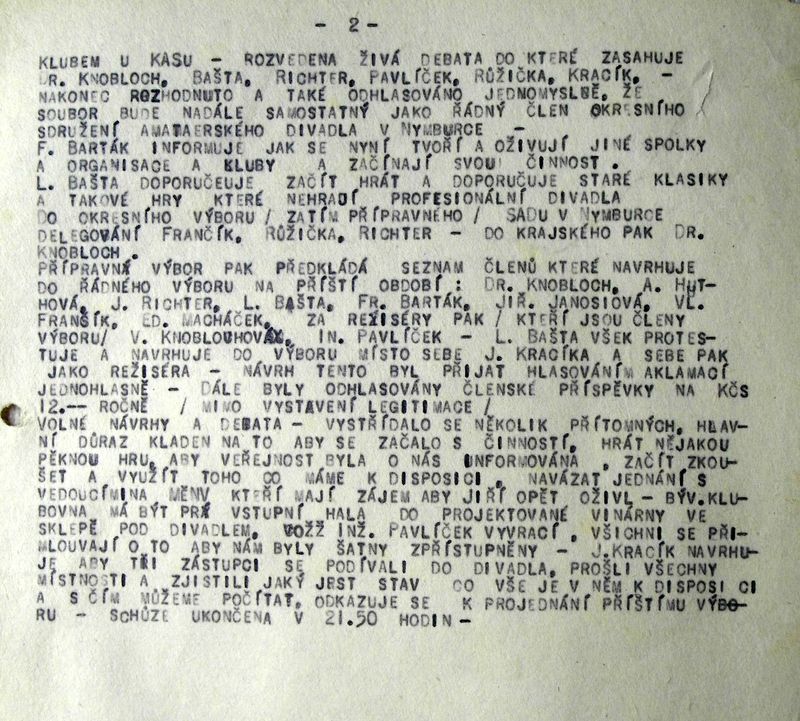 - 2 -
KLUBEM U KASU - ROZVEDENA ŽIVÁ DEBATA DO KTERÉ ZASAHUJE
DR. KNOBLOCH, BAŠTA, RICHTER, PAVLÍČEK, RŮŽIČKA, KRACÍK, -
NAKONEC ROZHODNUTO A TAKÉ ODHLASOVÁNO JEDNOMYSLBĚ, ŽE
SOUBOR BUDE NADÁLE SAMOSTATNÝ JAKO ŘÁDNÝ ČLEN OKRESNÍHO
SDRUŽENÍ AMATAERSKÉHO DIVADLA V NYMBURCE -
F. BARTÁK INFORMUJE JAK SE NYNÍ TVOŘÍ A OŽIVUJÍ JINÉ SPOLKY
A ORGANISACE A KLUBY A ZAČÍNAJÍ SVOU ČINNOST .
L. BAŠTA DOPORUČEUJE ZAČÍT HRÁT A DOPORUČUJE STARÉ KLASIKY
A TAKOVÉ HRY KTERÉ NEHRAJÍ PROFESIONÁLNÍ DIVADLA
DO OKRESNÍHO VÝBORU / ZATÍM PŘÍPRAVNÉHO / SADU V NYMBURCE
DELEGOVÁNÍ FRANČÍK, RŮŽIČKA, RICHTER - DO KRAJSKÉHO PAK DR.
KNOBLOCH .
PŘÍPRAVNÁ VÝBOR PAK PŘEDKLÁDÁ SEZNAM ČLENŮ KTERÉ NAVRHUJE
DO ŘÁDNÉHO VÝBORU NA PŘÍŠTÍ OBDOBÍ : DR. KNOBLOCH, A. HUT-
HOVÁ, J. RICHTER, L. BAŠTA, FR. BARTÁK, JIŘ. JANOSIOVÁ, VL.
FRANŠÍK, ED. MACHÁČEK, ZA REŽISÉRY PAK / KTEŘÍ JSOU ČLENY
VÝBORU/ V. KNOBLOUHOVÁX, IN. PAVLÍČEK - L. BAŠTA VŠEK PROTES-
TUJE A NAVRHUJE DO VÝBORU MÍSTO SEBE J. KRACÍKA A SEBE PAK
JAKO REŽISÉRA - NÁVRH TENTO BYL PŘIJAT HLASOVÁNÍM AKLAMACÍ
JEDNOHLASNĚ - DÁLE BYLY ODHLASOVÁNY ČLENSKÉ PŘÍSPĚVKY NA KČS
12.-- ROČNĚ / MIMO VYSTAVENÍ LEGITIMACE /
VOLNÉ NÁVRHY A DEBATA - VYSTŘÍDALO SE NĚKOLIK PŘÍTOMNÝCH, HLAV-
NÍ DŮRAZ KLADEN NA TO ABY SE ZAČALO S ČINNOSTÍ, HRÁT NĚJAKOU
PĚKNOU HRU, ABY VEŘEJNOST BYLA O NÁS UNFORMOVÁNA , ZAČÍT ZKOU-
ŠET A VYUŽÍT TOHO CO MÁME K DISPOSICI , NAVÁZAT JEDNÁNÍ S
VEDOUCÍMINA MĚNV KTEŘÍ MAJÍ ZÁJEM ABY JIŘÍ OPĚT OŽIVL - BÝV.KLU-
BOVNA MÁ BÝT PRÝ VSTUPNÍ HALA DO PROJEKTOVANÉ VINÁRNY VE
SKLEPĚ POD DIVADLEM, COŽŽ INŽ. PAVLÍČEK VYVRACÍ , VŠICHNI SE PŘI-
MLOUVAJÍ O TO ABY NÁM BYLY ŠATNY ZPŘÍSTUPNĚNY - J.KRACÍK NAVRHU-
JE ABY TŘI ZÁSTUPCI SE PODÍVALI DO DIVADLA, PROŠLI VŠECHNY
MÍSTNOSTI A ZJISTILI JAKÝ JEST STAV CO VŠE JE V NĚM K DISPOSI CI
A S ČÍM MŮŽEME POČÍTAT, ODKAZUJE SE K PROJEDNÁNÍ PŘÍŠTÍMU VÝBO-
RU - SCHŮZE UKONČENA V 21.50 HODIN -